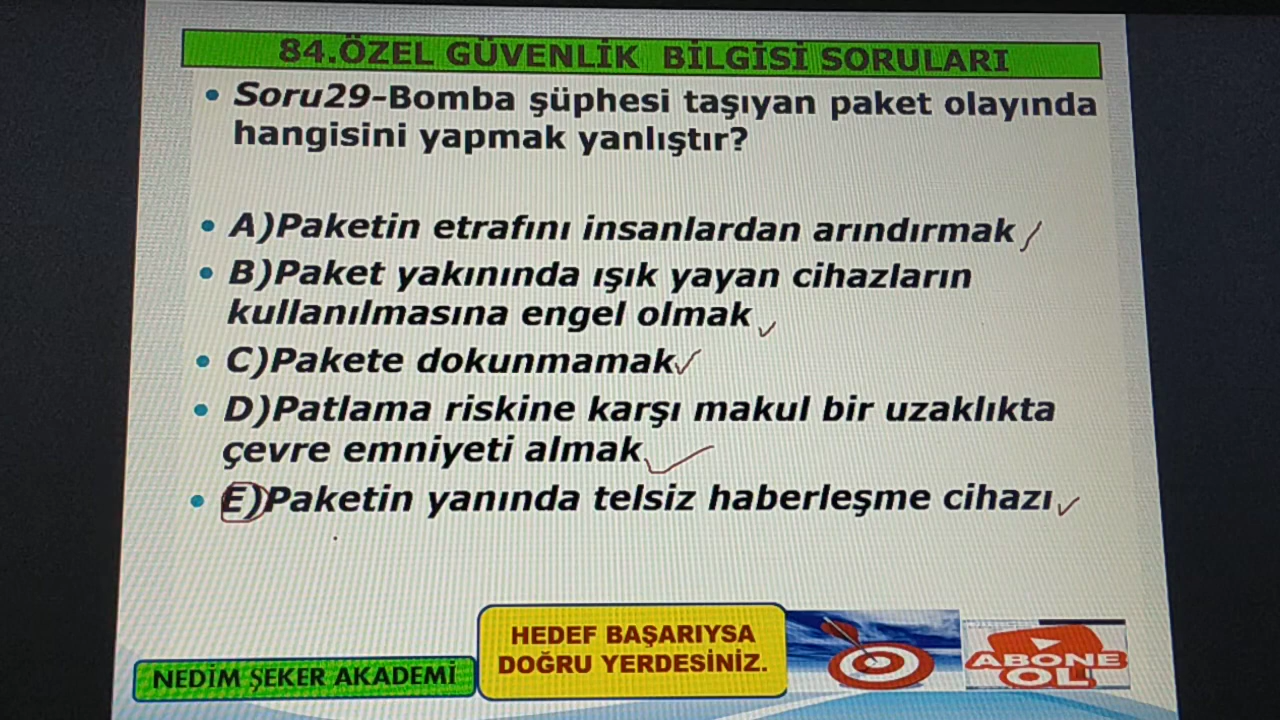 84.ÖZEL GÜVENLİK BİLGİSİ SORULARI
• Soru29-Bomba şüphesi taşıyan paket olayında
hangisini yapmak yanlıştır?
• A)Paketin etrafını insanlardan arındırmak
• B)Paket yakınında ışık yayan cihazların
kullanılmasına engel olmak
• C)Pakete dokunmamak
• D)Patlama riskine karşı makul bir uzaklıkta
çevre emniyeti almak
• E)Paketin yanında telsiz haberleşme cihazı
HEDEF BAŞARIYSA
DOĞRU YERDESİNİZ.
NEDİM ŞEKER AKADEMİ
ABONE
OL